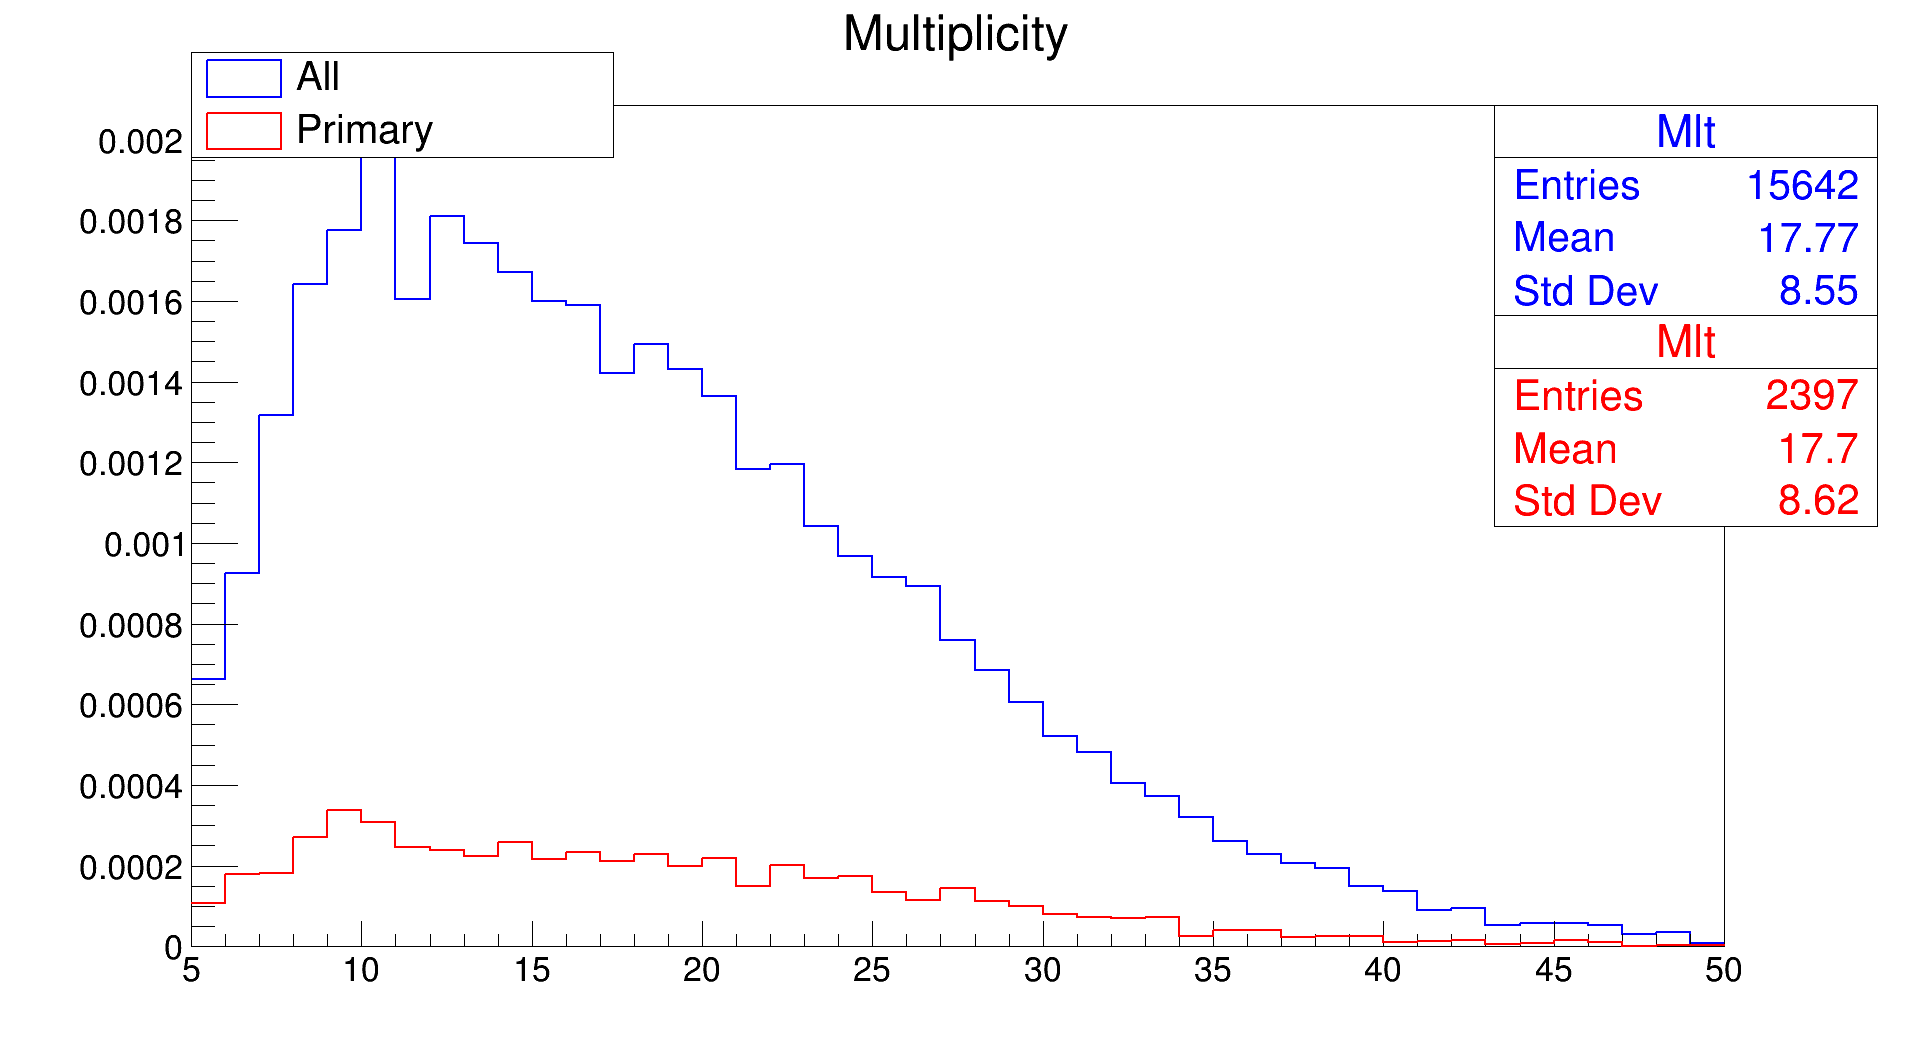 Multiplicity
All
Primary
0.002
0.0018
0.0016
0.0014
0.0012
0.001
0.0008
0.0006
0.0004
0.0002
0
5 10 15 20 25 30 35 40 45 50
Mlt
Entries 15642
Mean 17.77
Std Dev 8.55
Mlt
Entries 2397
Mean 17.7
Std Dev 8.62